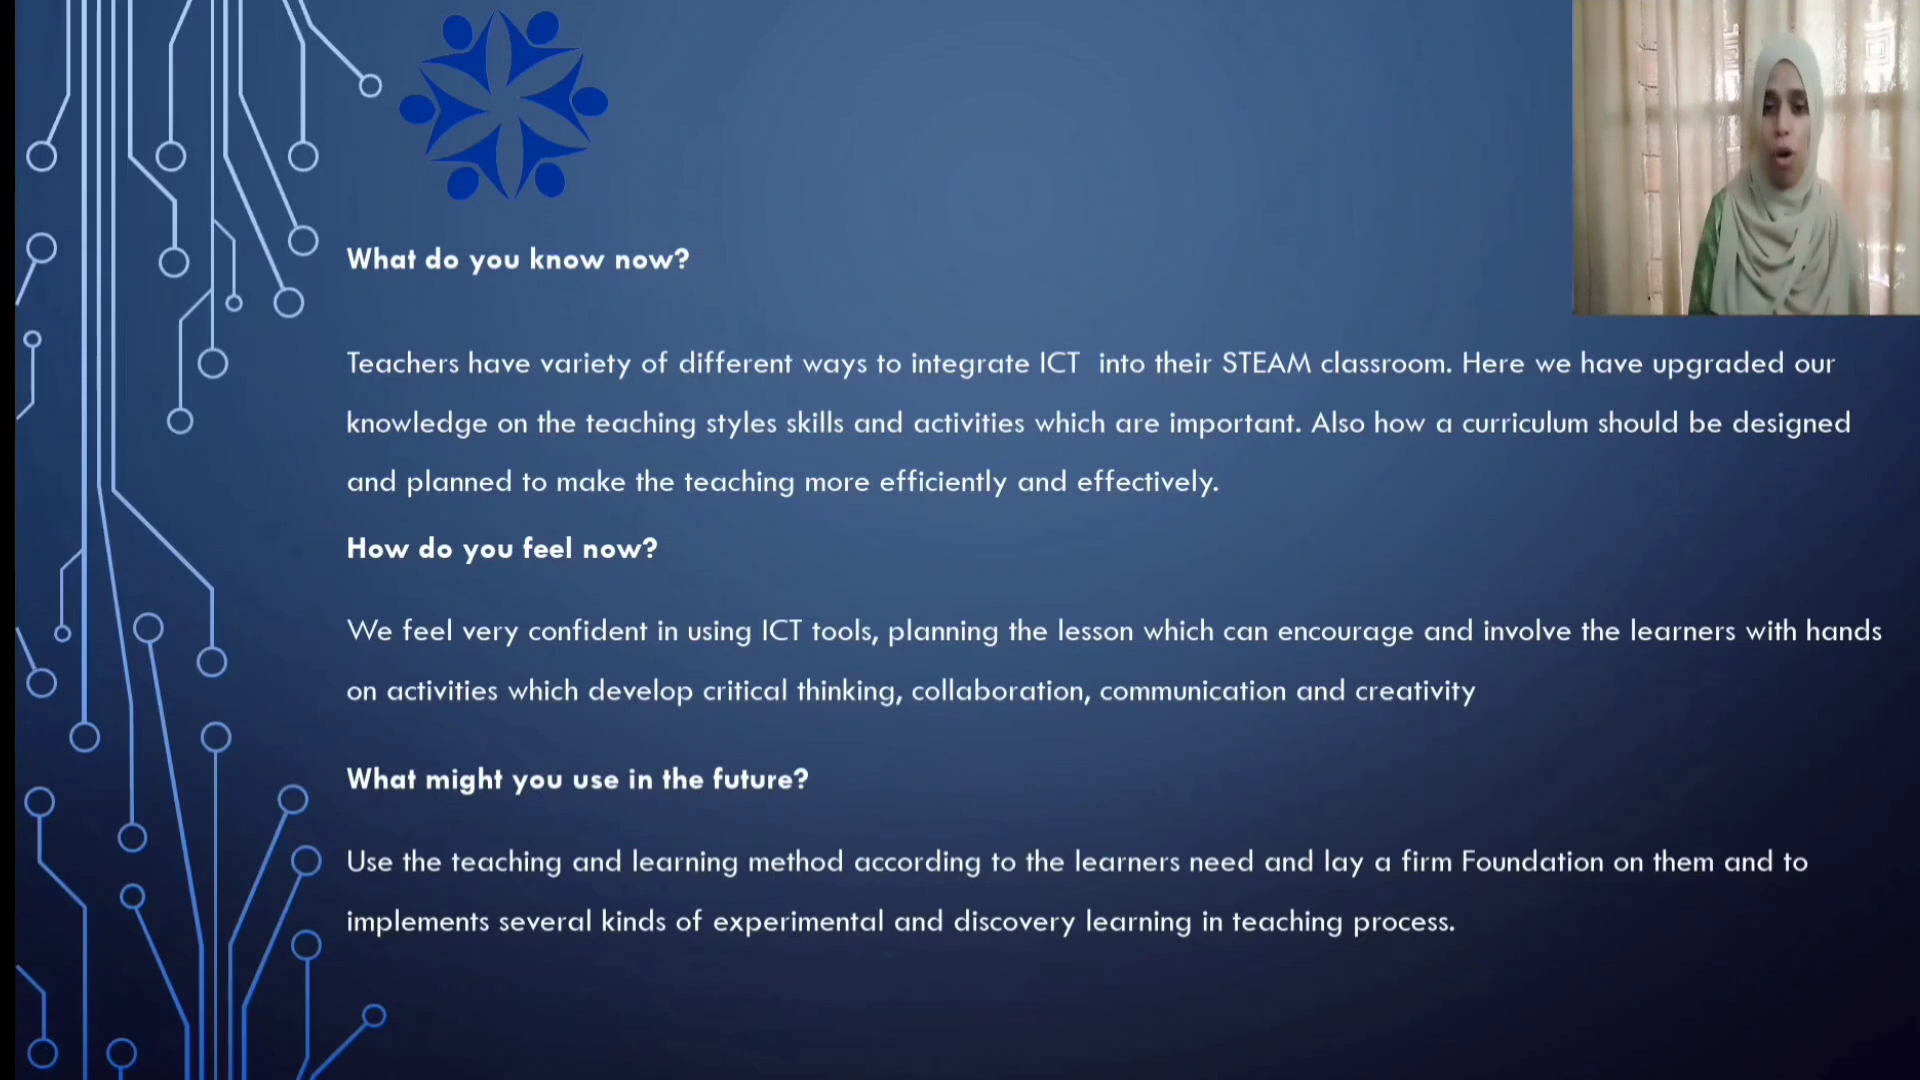 What do you know now?
Teachers have variety of different ways to integrate ICT  into their STEAM classroom. Here we have upgraded our
knowledge on the teaching styles skills and activities which are important. Also how a curriculum should be designed
and planned to make the teaching more efficiently and effectively.
How do you feel now?
We feel very confident in using ICT tools, planning the lesson which can encourage and involve the learners with hands
on activities which develop critical thinking, collaboration, communication and creativity
What might you use in the future?
Use the teaching and learning method according to the learners need and lay a firm Foundation on them and to
implements several kinds of experimental and discovery learning in teaching process.